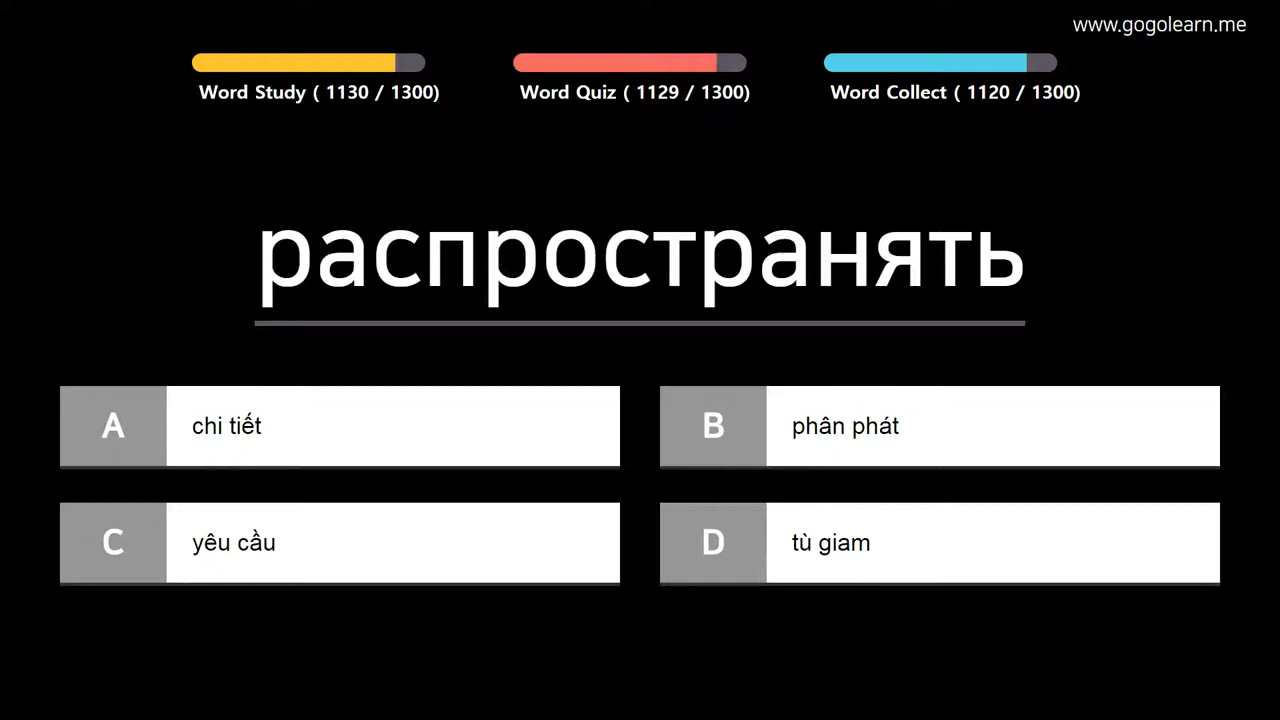 www.gogolearn.me
Word Study ( 1130 / 1300)
Word Quiz ( 1129 / 1300)
Word Collect ( 1120 / 1300)
распространять
A chi tiết
B phân phát
C yêu cầu
D tù giam